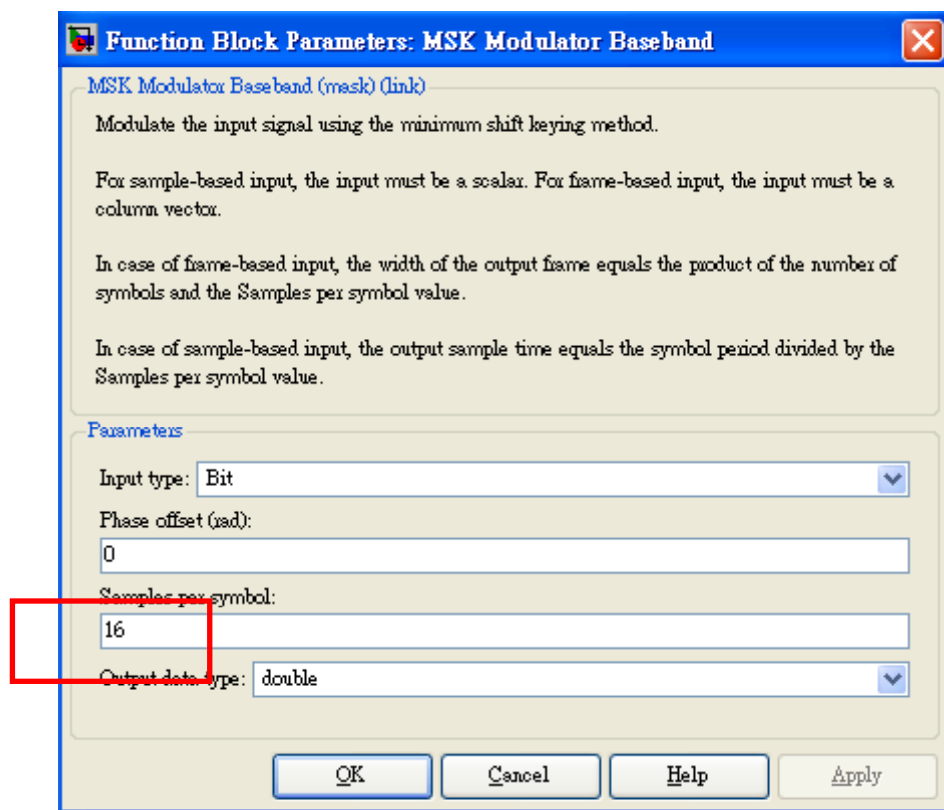 Function Block Parameters: MSK Modulator Baseband
MSK Modulator Baseband (mask) (link)
Modulate the input signal using the minimum shift keying method.
For sample-based input, the input must be a scalar. For frame-based input, the input must be a
column vector.
In case of frame-based input, the width of the output frame equals the product of the number of
symbols and the Samples per symbol value.
In case of sample-based input, the output sample time equals the symbol period divided by the
Samples per symbol value.
Parameters
Input type: Bit
Phase offset (rad):
0
Samples per symbol:
16
Output data type: double
OK Cancel Help Apply